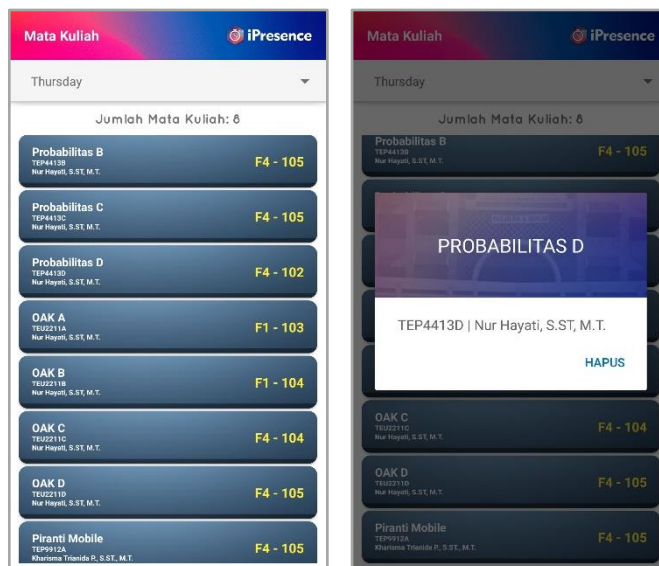 Mata Kuliah
iPresence
Thursday
Jumlah Mata Kuliah: 8
Probabilitas B
TEP4413B
Nur Hayati, S.ST, M.T.
F4 - 105
Probabilitas C
TEP4413C
Nur Hayati, S.ST, M.T.
F4 - 105
Probabilitas D
TEP4413D
Nur Hayati, S.ST, M.T.
F4 - 102
OAK A
TEU2211A
Nur Hayati, S.ST, M.T.
F1 - 103
OAK B
TEU2211B
Nur Hayati, S.ST, M.T.
F1 - 104
OAK C
TEU2211C
Nur Hayati, S.ST, M.T.
F4 - 104
OAK D
TEU2211D
Nur Hayati, S.ST, M.T.
F4 - 105
Piranti Mobile
TEP9912A
Kharisma Trianida P., S.ST., M.T.
F4 - 105
Mata Kuliah
iPresence
Thursday
Jumlah Mata Kuliah: 8
Probabilitas B
TEP4413B
Nur Hayati, S.ST, M.T.
F4 - 105
PROBABILITAS D
TEP4413D | Nur Hayati, S.ST, M.T.
HAPUS
OAK C
TEU2211C
Nur Hayati, S.ST, M.T.
F4 - 104
OAK D
TEU2211D
Nur Hayati, S.ST, M.T.
F4 - 105
Piranti Mobile
TEP9912A
Kharisma Trianida P., S.ST., M.T.
F4 - 105